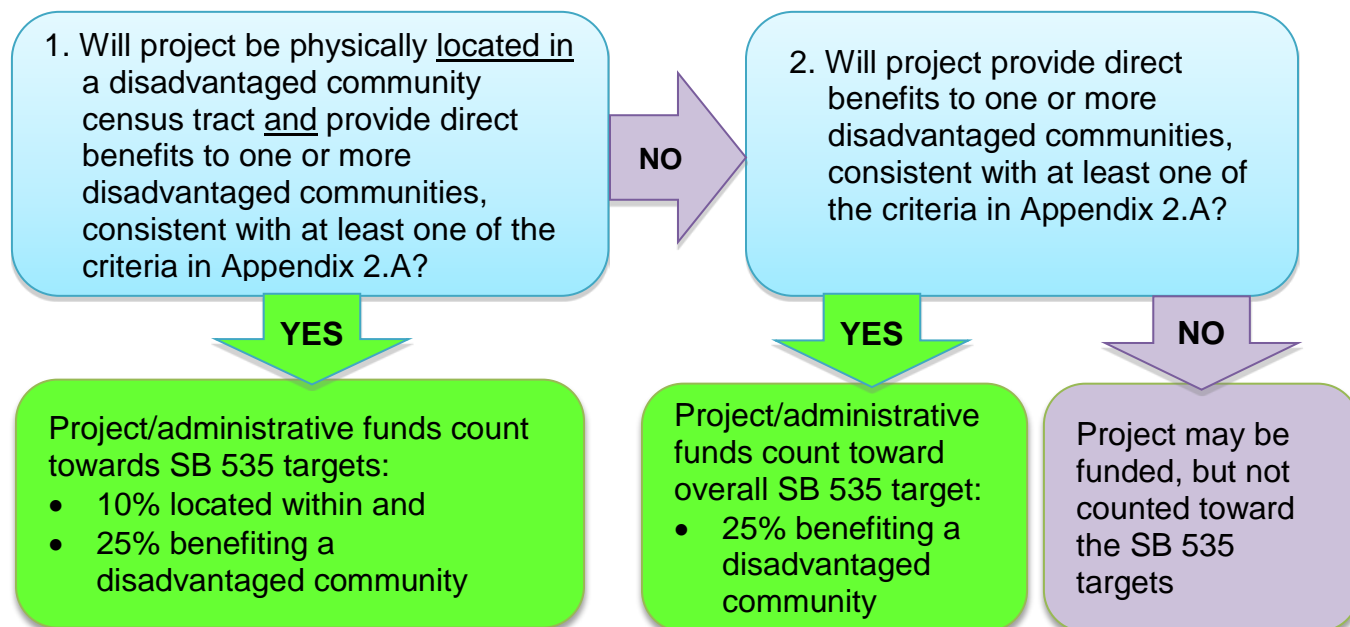 1. Will project be physically located in
a disadvantaged community
census tract and provide direct
benefits to one or more
disadvantaged communities,
consistent with at least one of the
criteria in Appendix 2.A?
NO
2. Will project provide direct
benefits to one or more
disadvantaged communities,
consistent with at least one of
the criteria in Appendix 2.A?
YES
YES
NO
Project/administrative funds count
towards SB 535 targets:
• 10% located within and
• 25% benefiting a
disadvantaged community
Project/administrative
funds count toward
overall SB 535 target:
• 25% benefiting a
disadvantaged
community
Project may be
funded, but not
counted toward
the SB 535
targets